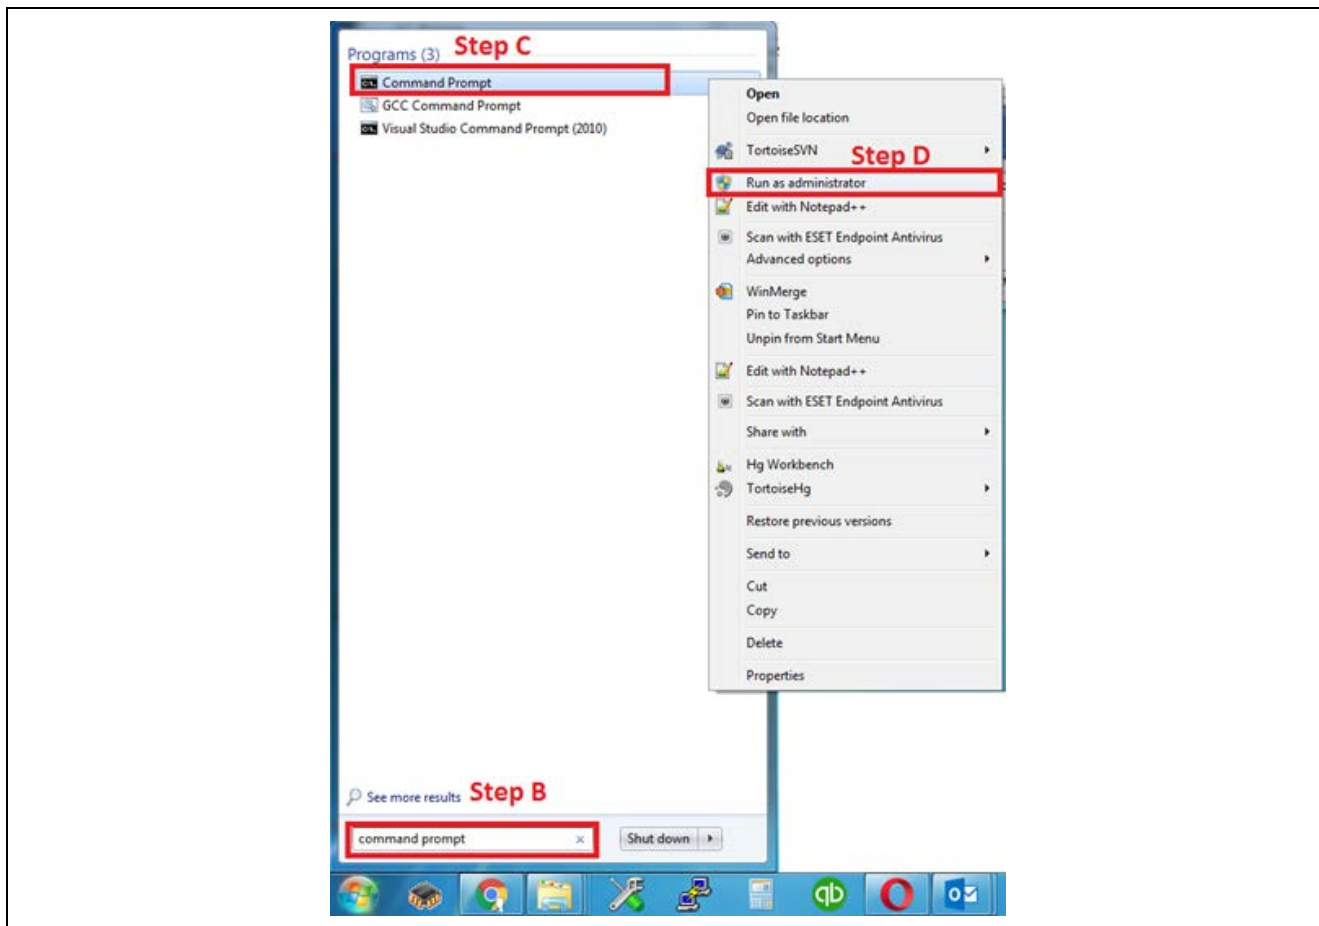 Programs (3)
Step C
Command Prompt
GCC Command Prompt
Visual Studio Command Prompt (2010)
Open
Open file location
TortoiseSVN
Step D
Run as administrator
Edit with Notepad++
Scan with ESET Endpoint Antivirus
Advanced options
WinMerge
Pin to Taskbar
Unpin from Start Menu
Edit with Notepad++
Scan with ESET Endpoint Antivirus
Share with
Hg Workbench
TortoiseHg
Restore previous versions
Send to
Cut
Copy
Delete
Properties
See more results
Step B
command prompt
Shut down
qb